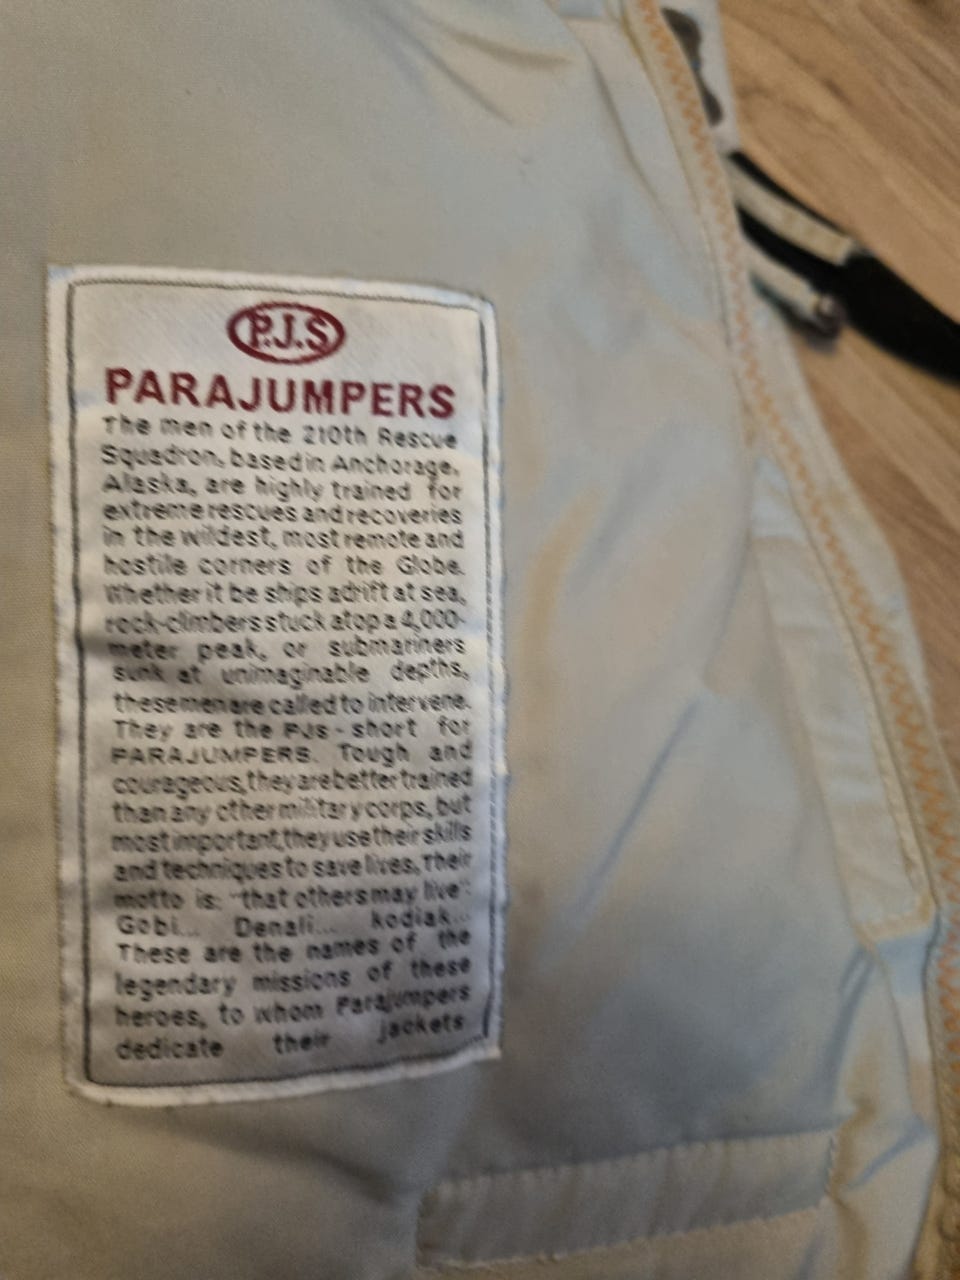 P.J.S
PARAJUMPERS
The men of the 210th Rescue
Squadron, based in Anchorage,
Alaska, are highly trained for
extreme rescues and recoveries
in the wildest, most remote and
hostile corners of the Globe.
Whether it be ships adrift at sea,
rock-climbers stuck atop a 4,000-
meter peak, or submariners
sunk at unimaginable depths,
these men are called to intervene.
They are the PJs - short for
PARAJUMPERS. Tough and
courageous, they are better trained
than any other military corps, but
most important, they use their skills
and techniques to save lives, Their
motto is: "that others may live".
Gobi... Denali... kodiak...
These are the names of the
legendary missions of these
heroes, to whom Parajumpers
dedicate their jackets